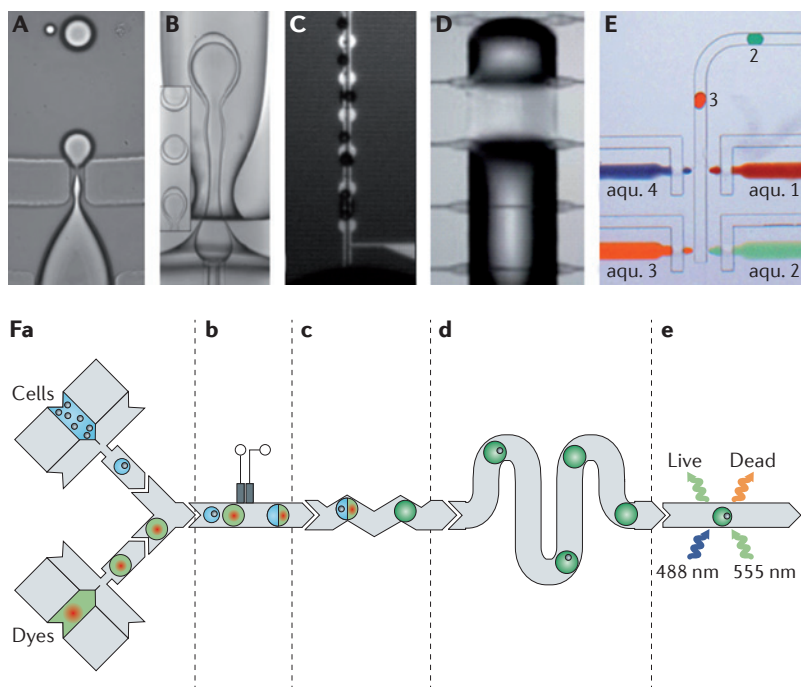 A
B
C
D
E
2
3
aqu. 4
aqu. 1
aqu. 3
aqu. 2
Fa
b
c
d
e
Cells
Live
Dead
488 nm
555 nm
Dyes